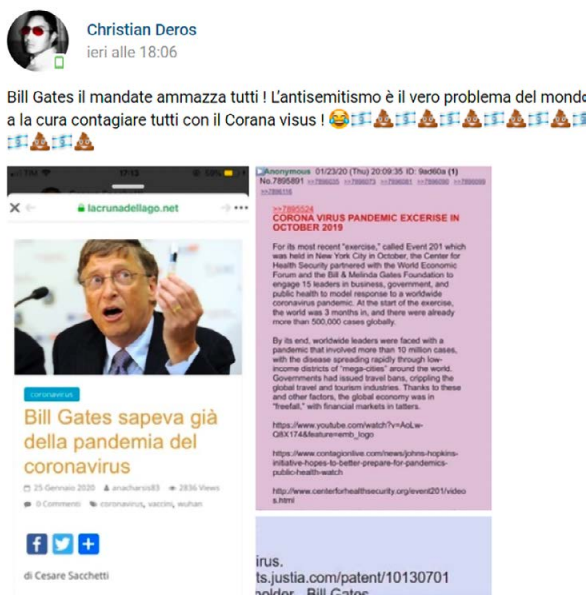 Christian Deros
ieri alle 18:06
Bill Gates il mandate ammazza tutti ! L'antisemitismo è il vero problema del mondo
a la cura contagiare tutti con il Corana visus !
TIM
17:13
59%
lacrunadellago.net
coronavirus
Bill Gates sapeva già
della pandemia del
coronavirus
25 Gennaio 2020 anacharsis83 2836 Views
0 Commenti coronavirus, vaccini, wuhan
di Cesare Sacchetti
Anonymous 01/23/20 (Thu) 20:09:35 ID: 9ad60a (1)
No.7895891
>>7895524
CORONA VIRUS PANDEMIC EXCERISE IN
OCTOBER 2019
For its most recent "exercise," called Event 201 which
was held in New York City in October, the Center for
Health Security partnered with the World Economic
Forum and the Bill & Melinda Gates Foundation to
engage 15 leaders in business, government, and
public health to model response to a worldwide
coronavirus pandemic. At the start of the exercise,
the world was 3 months in, and there were already
more than 500,000 cases globally.
By its end, worldwide leaders were faced with a
pandemic that involved more than 10 million cases,
with the disease spreading rapidly through low-
income districts of "mega-cities" around the world.
Governments had issued travel bans, crippling the
global travel and tourism industries. Thanks to these
and other factors, the global economy was in
"freefall," with financial markets in tatters.
https://www.youtube.com/watch?v=AoLw-
Q8X174&feature=emb_logo
https://www.contagionlive.com/news/johns-hopkins-
initiative-hopes-to-better-prepare-for-pandemics-
public-health-watch
http://www.centerforhealthsecurity.org/event201/video
s.html
irus.
ts.justia.com/patent/10130701
Bill Gates